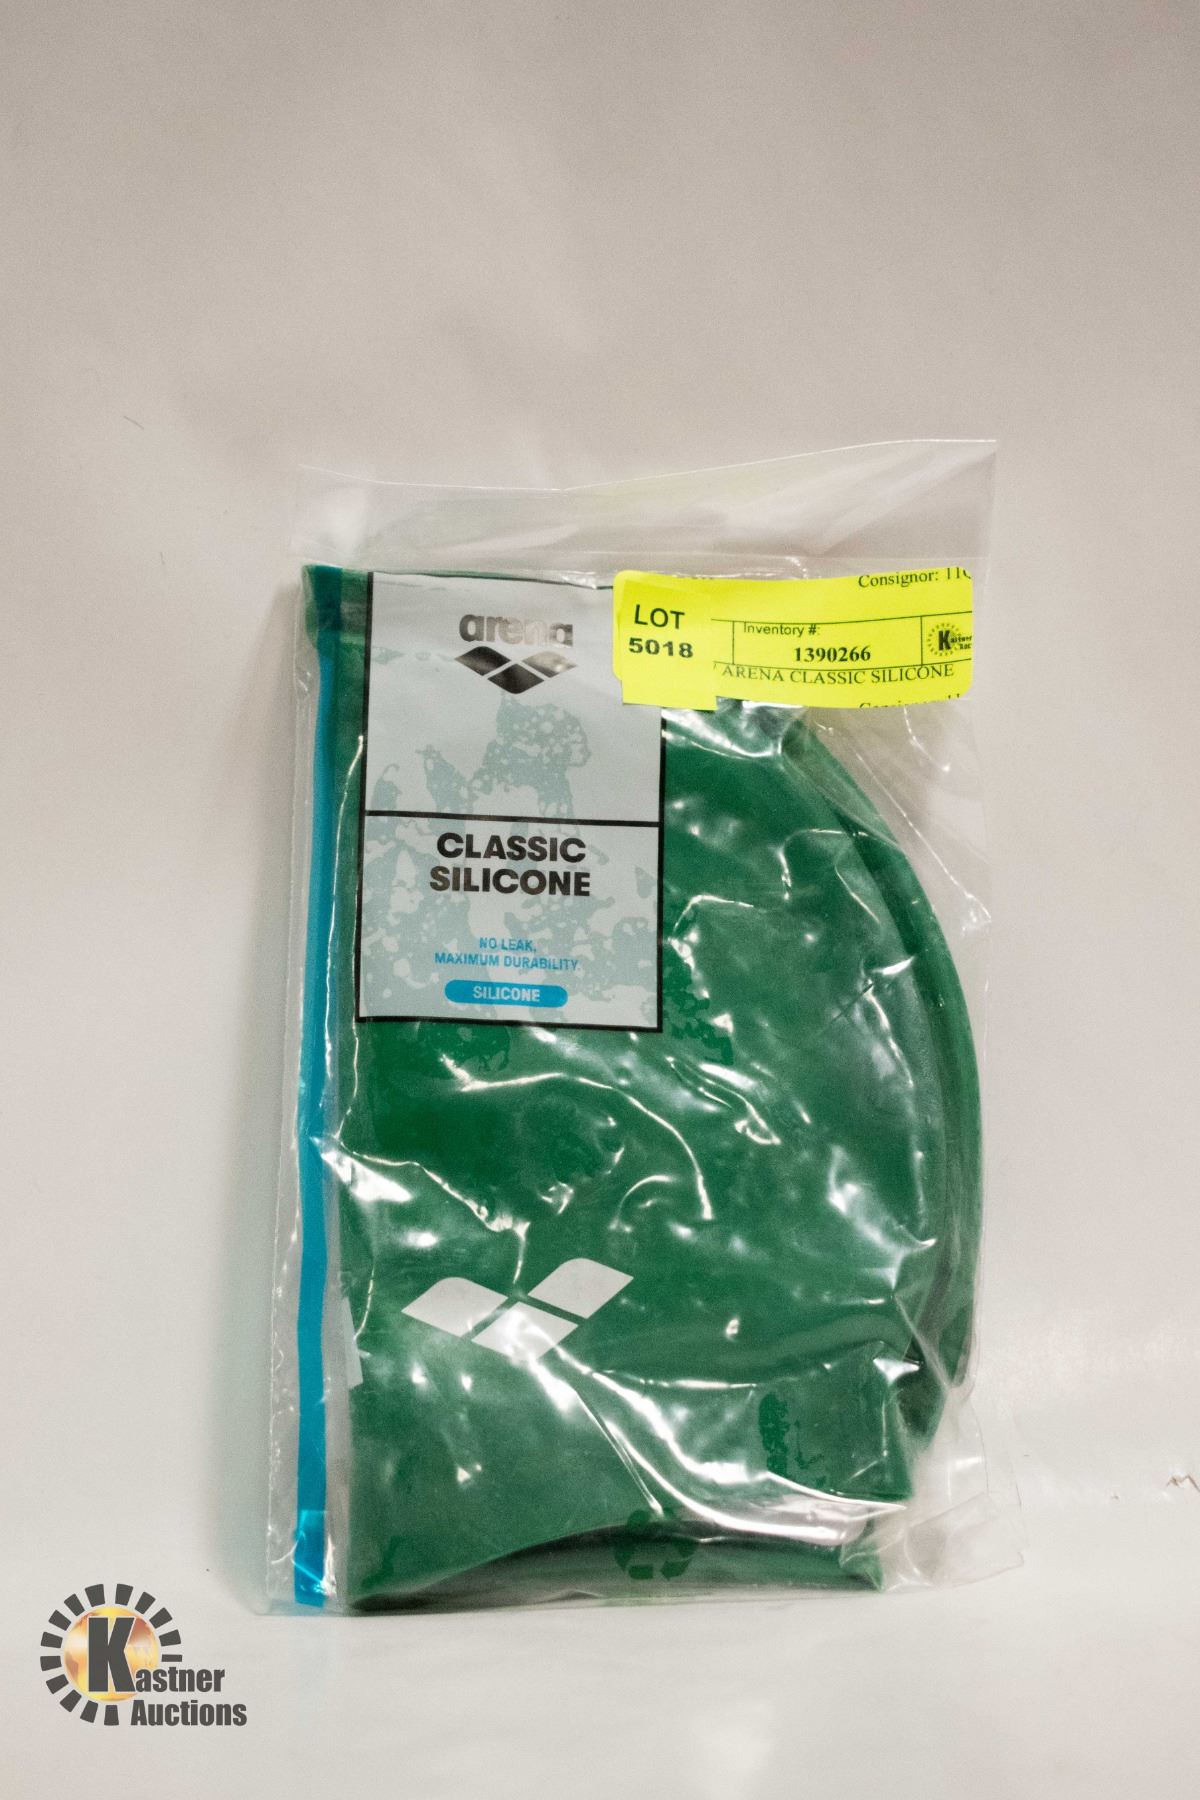 arena
CLASSIC
SILICONE
NO LEAK,
MAXIMUM DURABILITY.
SILICONE
LOT
5018
Consignor:
Inventory #:
1390266
ARENA CLASSIC SILICONE
Kastner
Auctions